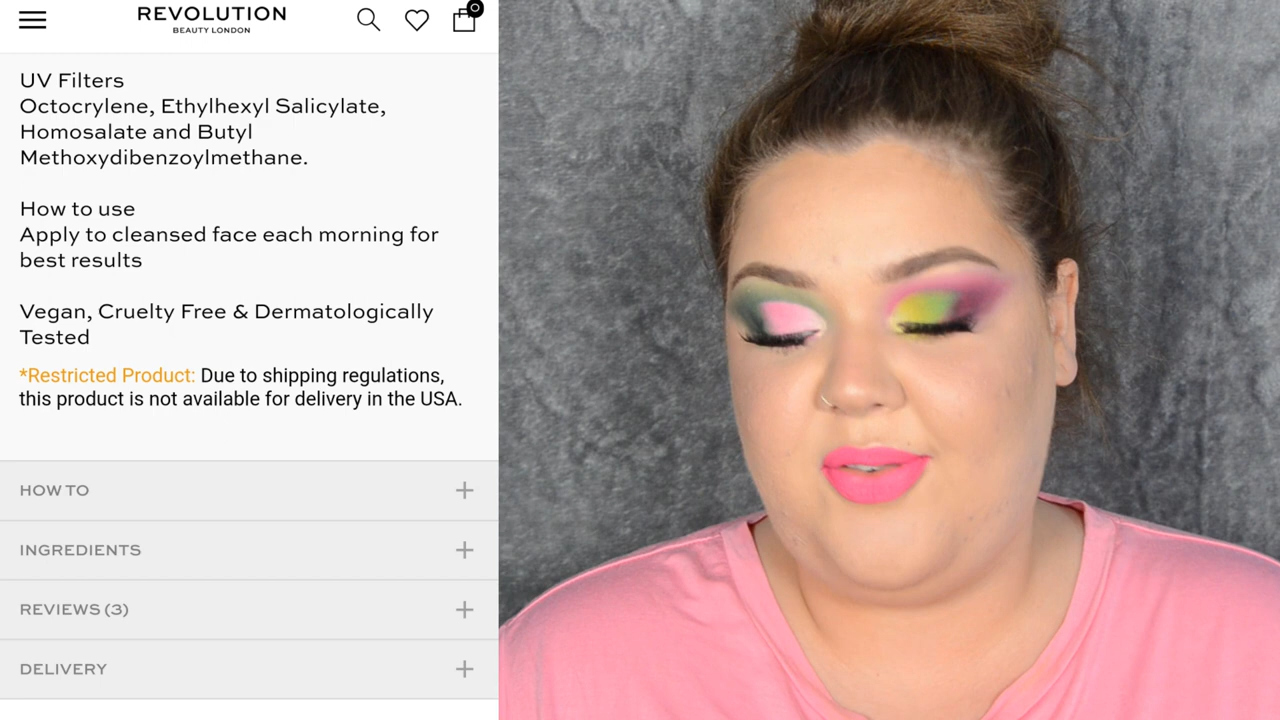 REVOLUTION
BEAUTY LONDON
0
UV Filters
Octocrylene, Ethylhexyl Salicylate,
Homosalate and Butyl
Methoxydibenzoylmethane.
How to use
Apply to cleansed face each morning for
best results
Vegan, Cruelty Free & Dermatologically
Tested
*Restricted Product: Due to shipping regulations,
this product is not available for delivery in the USA.
HOW TO
INGREDIENTS
REVIEWS (3)
DELIVERY